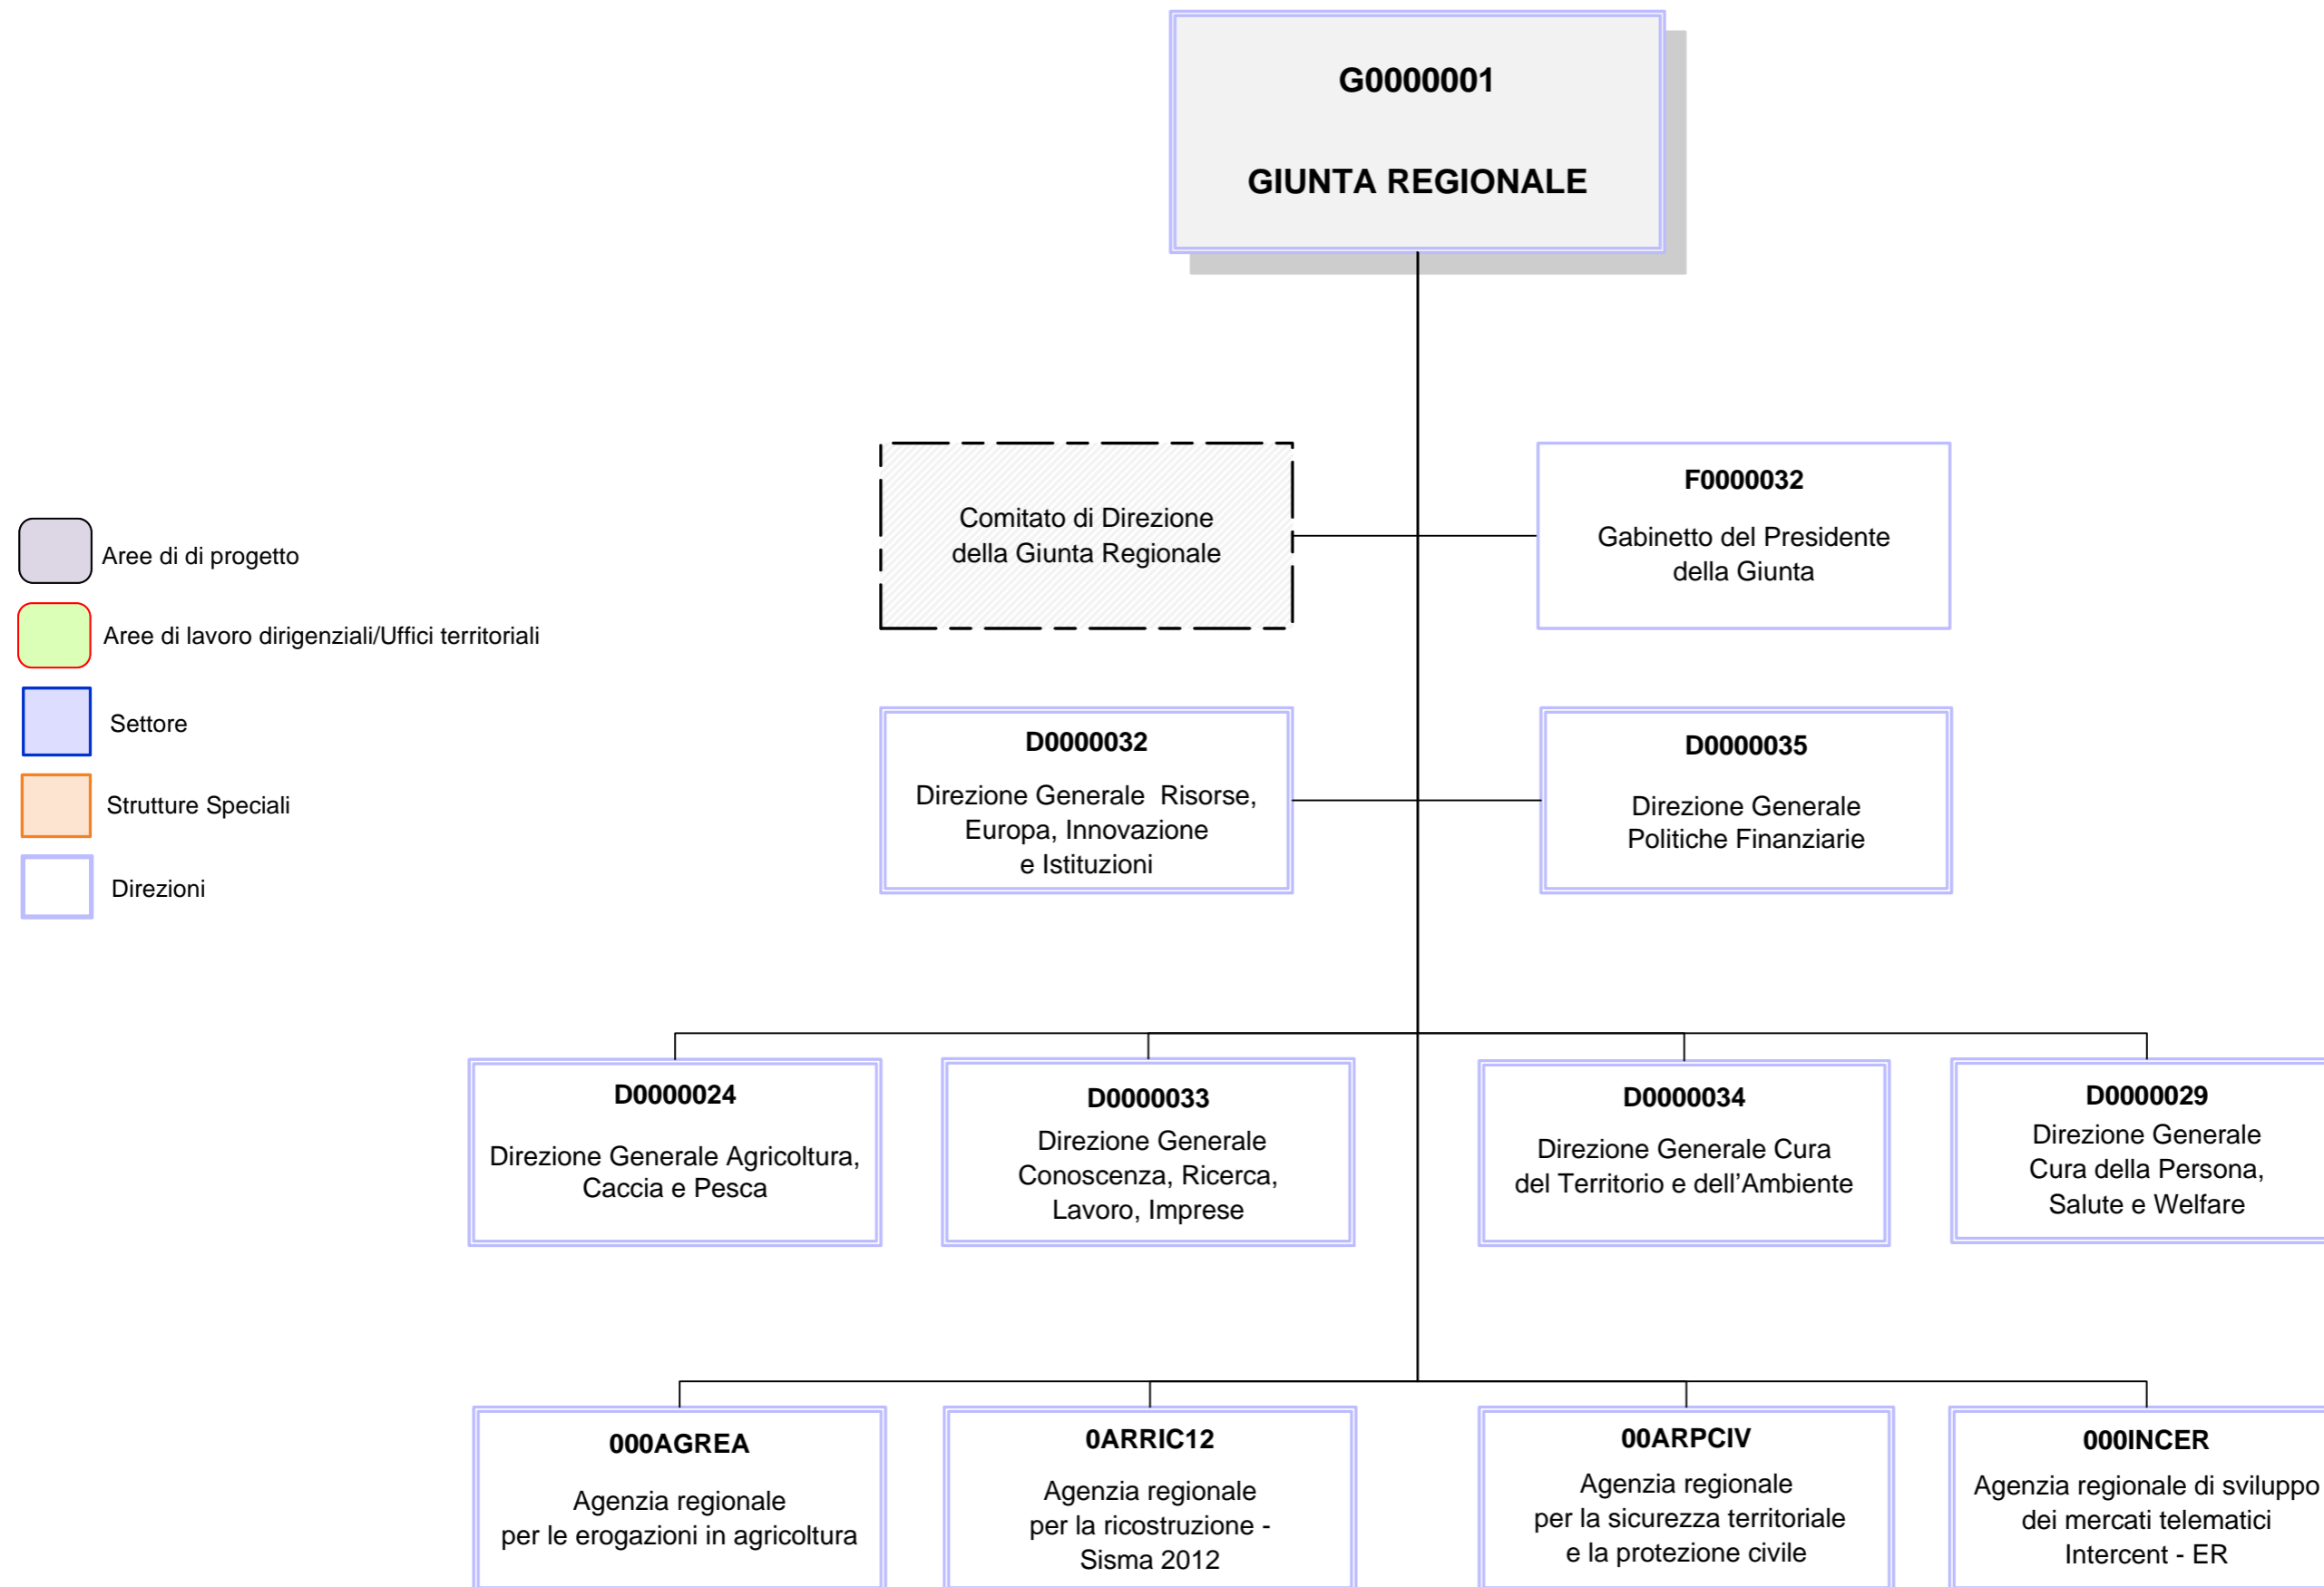 G0000001
GIUNTA REGIONALE
Comitato di Direzione
della Giunta Regionale
F0000032
Gabinetto del Presidente
della Giunta
Aree di di progetto
Aree di lavoro dirigenziali/Uffici territoriali
Settore
Strutture Speciali
Direzioni
D0000032
Direzione Generale Risorse,
Europa, Innovazione
e Istituzioni
D0000035
Direzione Generale
Politiche Finanziarie
D0000024
Direzione Generale Agricoltura,
Caccia e Pesca
D0000033
Direzione Generale
Conoscenza, Ricerca,
Lavoro, Imprese
D0000034
Direzione Generale Cura
del Territorio e dell’Ambiente
D0000029
Direzione Generale
Cura della Persona,
Salute e Welfare
000AGREA
Agenzia regionale
per le erogazioni in agricoltura
0ARRIC12
Agenzia regionale
per la ricostruzione -
Sisma 2012
00ARPCIV
Agenzia regionale
per la sicurezza territoriale
e la protezione civile
000INCER
Agenzia regionale di sviluppo
dei mercati telematici
Intercent - ER